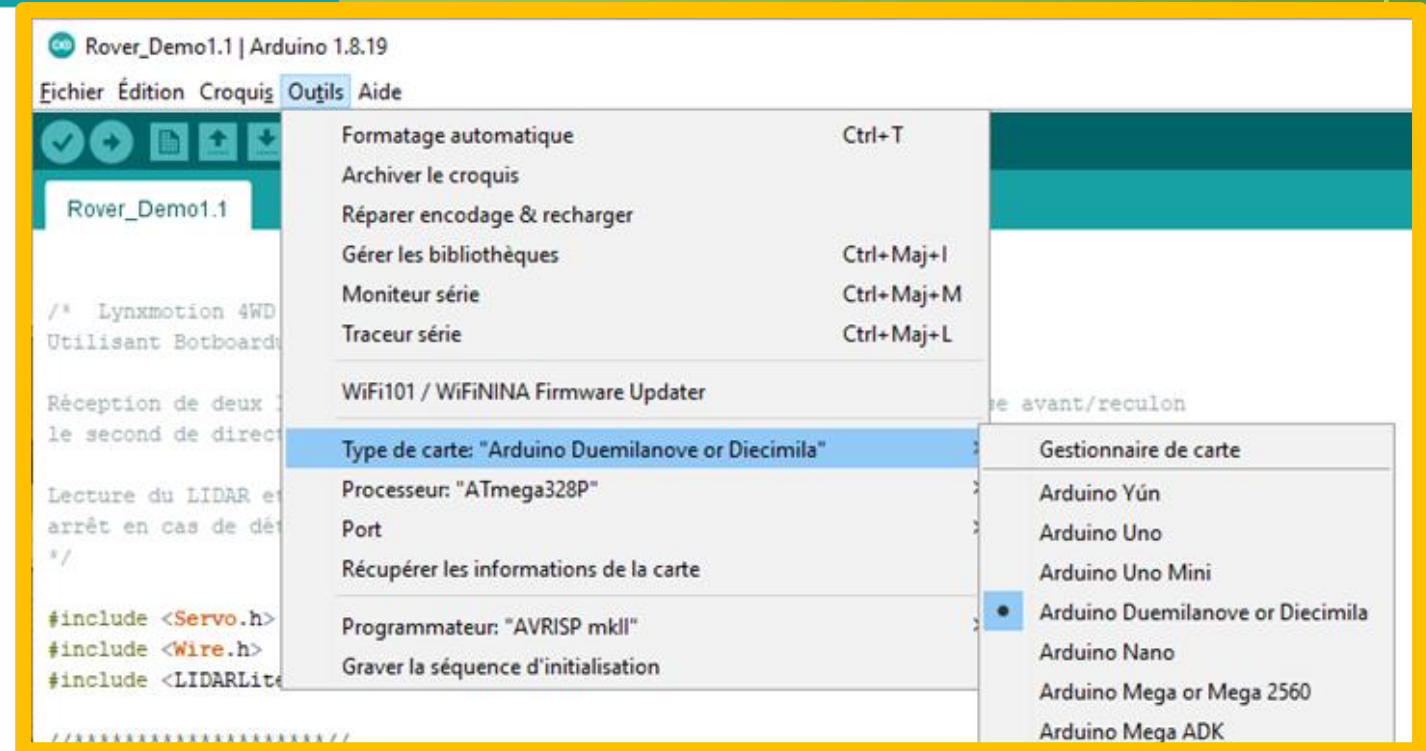 Rover_Demo1.1 | Arduino 1.8.19
Fichier Édition Croquis Outils Aide
Formatage automatique Ctrl+T
Archiver le croquis
Réparer encodage & recharger
Gérer les bibliothèques Ctrl+Maj+I
Moniteur série Ctrl+Maj+M
Traceur série Ctrl+Maj+L
WiFi101 / WiFiNINA Firmware Updater
Type de carte: "Arduino Duemilanove or Diecimila"
Processeur: "ATmega328P"
Port
Récupérer les informations de la carte
Programmateur: "AVRISP mkII"
Graver la séquence d'initialisation
Gestionnaire de carte
Arduino Yún
Arduino Uno
Arduino Uno Mini
Arduino Duemilanove or Diecimila
Arduino Nano
Arduino Mega or Mega 2560
Arduino Mega ADK
Rover_Demo1.1
/* Lynxmotion 4WD
Utilisant
Réception de deux avant/reculon
le second de
Lecture du LIDAR et
arrêt en cas de
*/
#include <Servo.h>
#include <Wire.h>
#include <LIDARLite